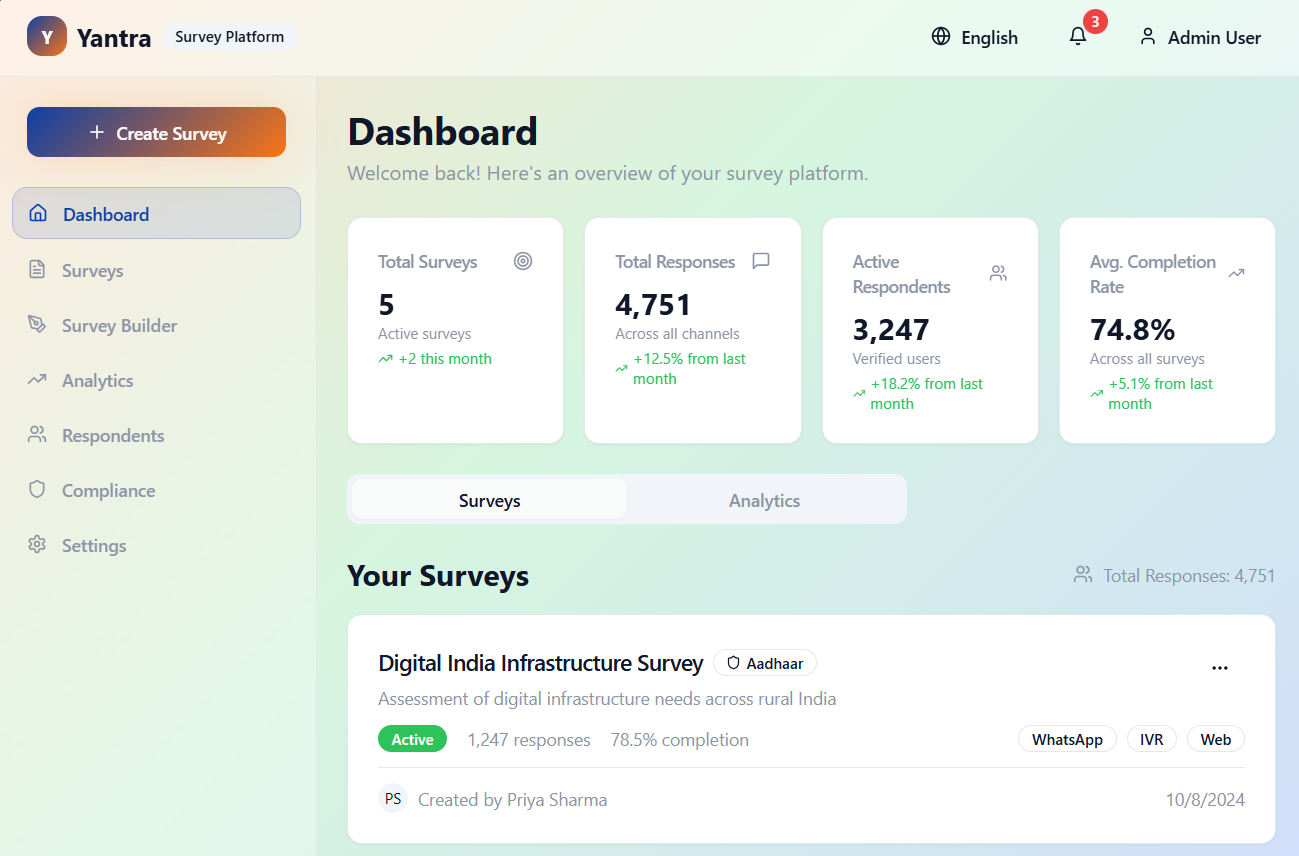 Y Yantra Survey Platform English 3 Admin User
Create Survey
Dashboard
Surveys
Survey Builder
Analytics
Respondents
Compliance
Settings
Dashboard
Welcome back! Here's an overview of your survey platform.
Total Surveys
5
Active surveys
+2 this month
Total Responses
4,751
Across all channels
+12.5% from last
month
Active
Respondents
3,247
Verified users
+18.2% from last
month
Avg. Completion
Rate
74.8%
Across all surveys
+5.1% from last
month
Surveys Analytics
Your Surveys Total Responses: 4,751
Digital India Infrastructure Survey Aadhaar
Assessment of digital infrastructure needs across rural India
Active 1,247 responses 78.5% completion WhatsApp IVR Web
PS Created by Priya Sharma 10/8/2024